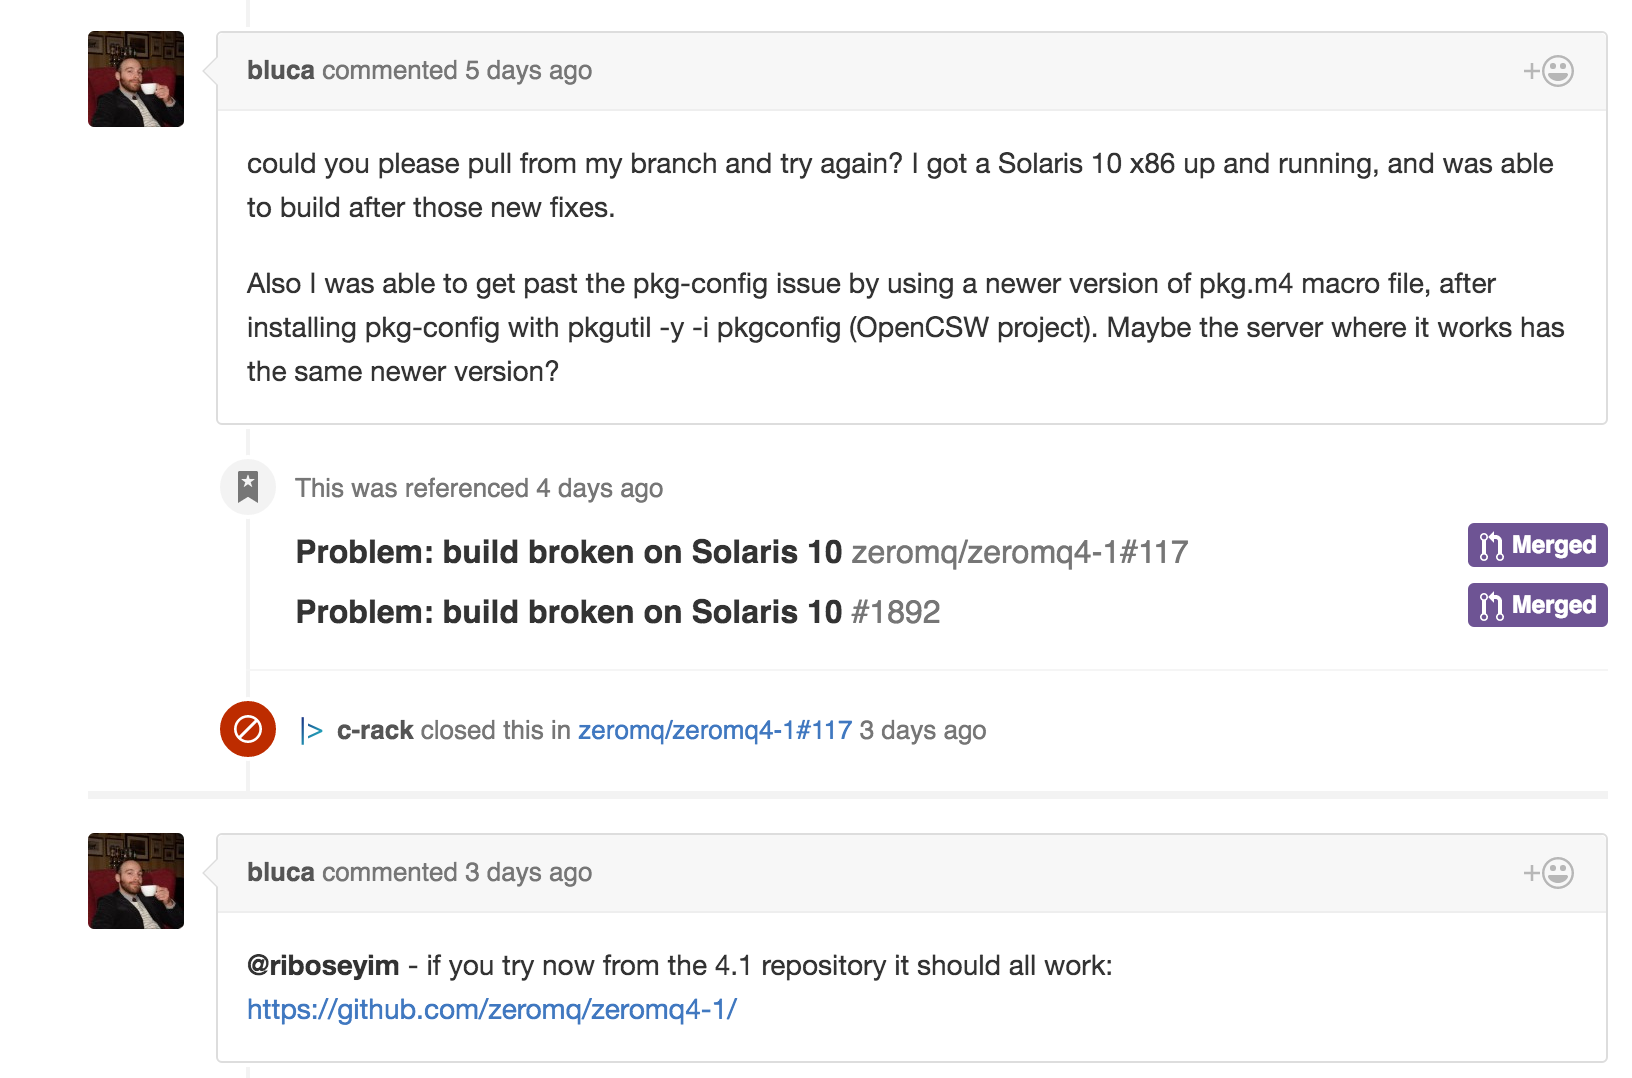 bluca commented 5 days ago
could you please pull from my branch and try again? I got a Solaris 10 x86 up and running, and was able
to build after those new fixes.
Also I was able to get past the pkg-config issue by using a newer version of pkg.m4 macro file, after
installing pkg-config with pkgutil -y -i pkgconfig (OpenCSW project). Maybe the server where it works has
the same newer version?
This was referenced 4 days ago
Problem: build broken on Solaris 10 zeromq/zeromq4-1#117 Merged
Problem: build broken on Solaris 10 #1892 Merged
c-rack closed this in zeromq/zeromq4-1#117 3 days ago
bluca commented 3 days ago
@riboseyim - if you try now from the 4.1 repository it should all work:
https://github.com/zeromq/zeromq4-1/